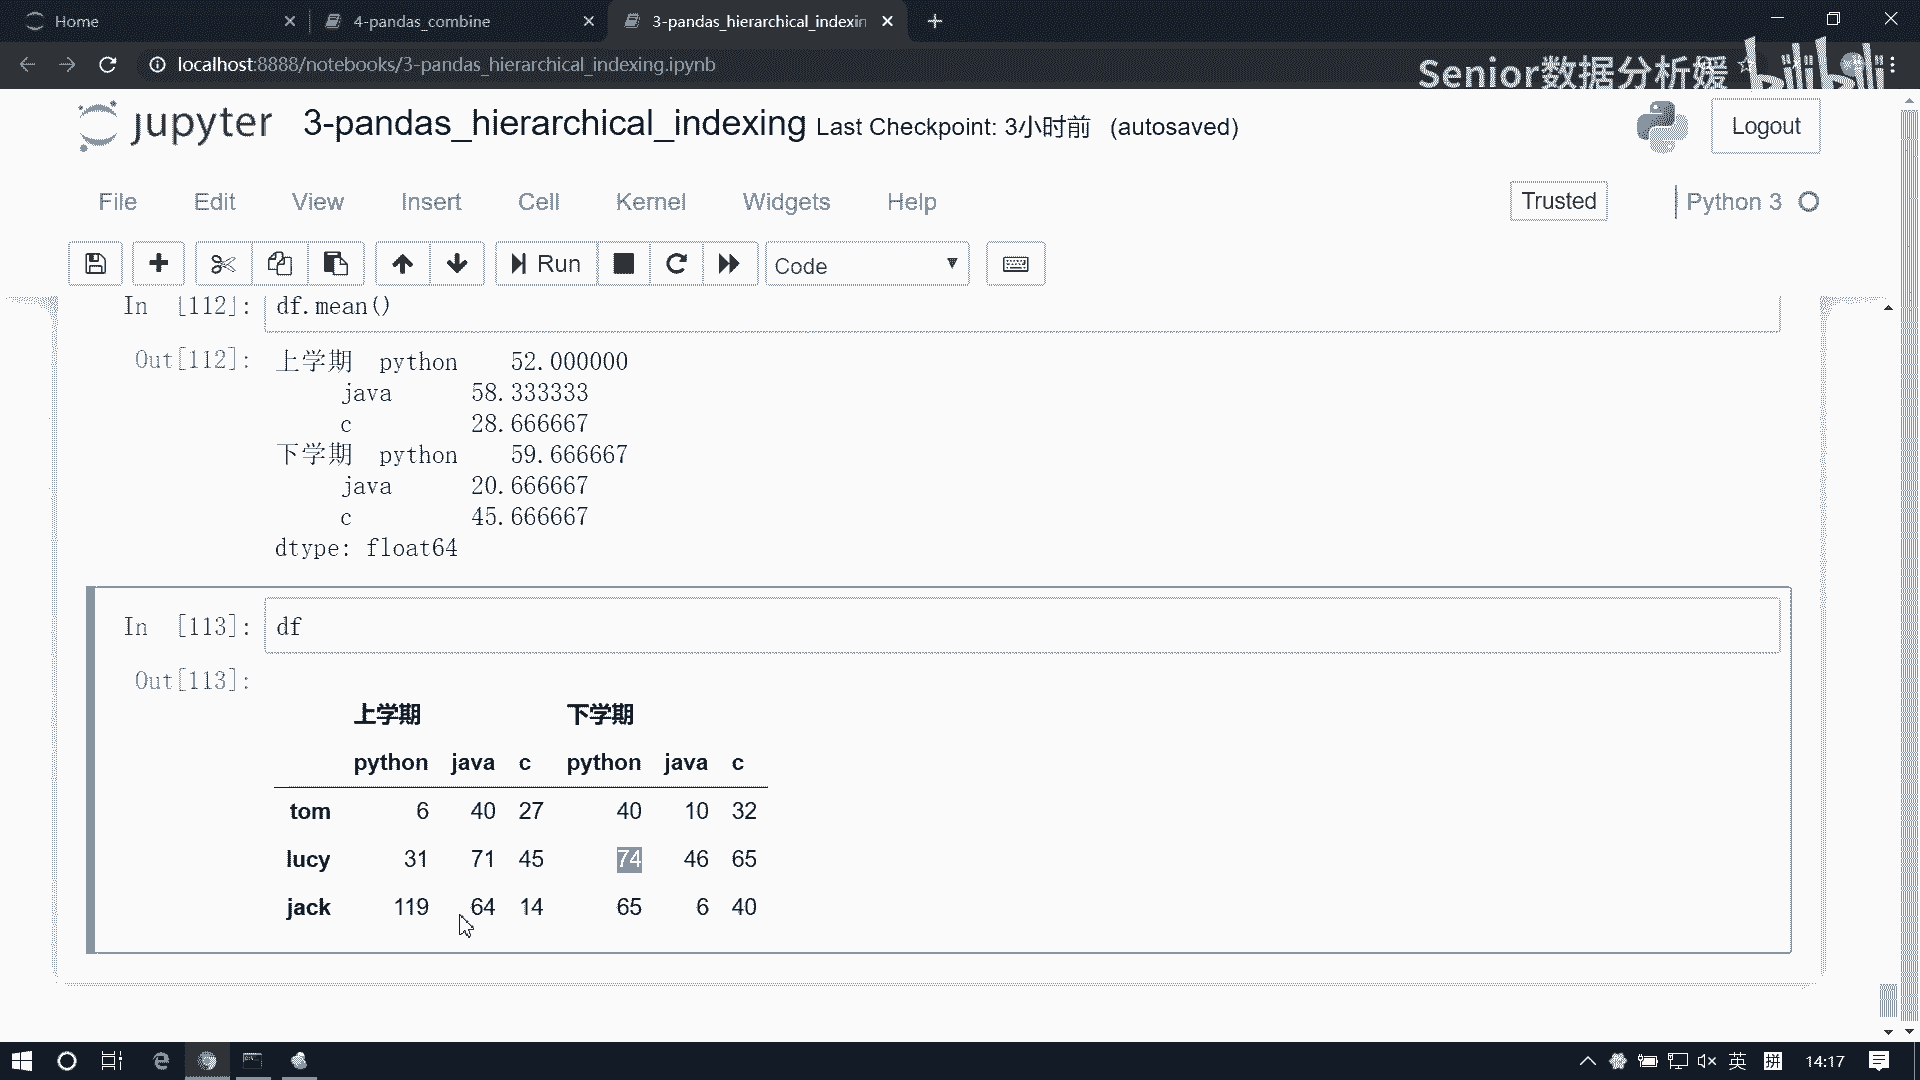 Home
4-pandas_combine
3-pandas_hierarchical_indexin
localhost:8888/notebooks/3-pandas_hierarchical_indexing.ipynb
Senior数据分析媛 bilibili
jupyter 3-pandas_hierarchical_indexing Last Checkpoint: 3小时前 (autosaved)
Logout
File Edit View Insert Cell Kernel Widgets Help
Trusted
Python 3
Run
Code
In [112]: df.mean()
Out[112]: 上学期 python 52.000000
java 58.333333
c 28.666667
下学期 python 59.666667
java 20.666667
c 45.666667
dtype: float64
In [113]: df
Out[113]:
上学期 下学期
python java c python java c
tom 6 40 27 40 10 32
lucy 31 71 45 74 46 65
jack 119 64 14 65 6 40
英 拼 14:17